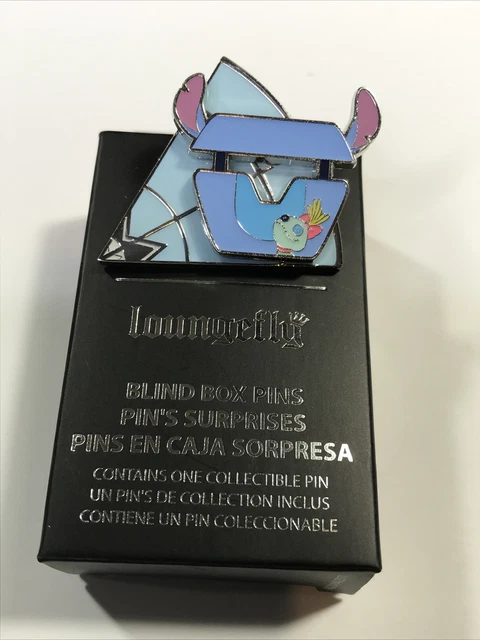 loungefly
BLIND BOX PINS
PIN'S SURPRISES
PINS EN CAJA SORPRESA
CONTAINS ONE COLLECTIBLE PIN
UN PIN'S DE COLLECTION INCLUS
CONTIENE UN PIN COLECCIONABLE